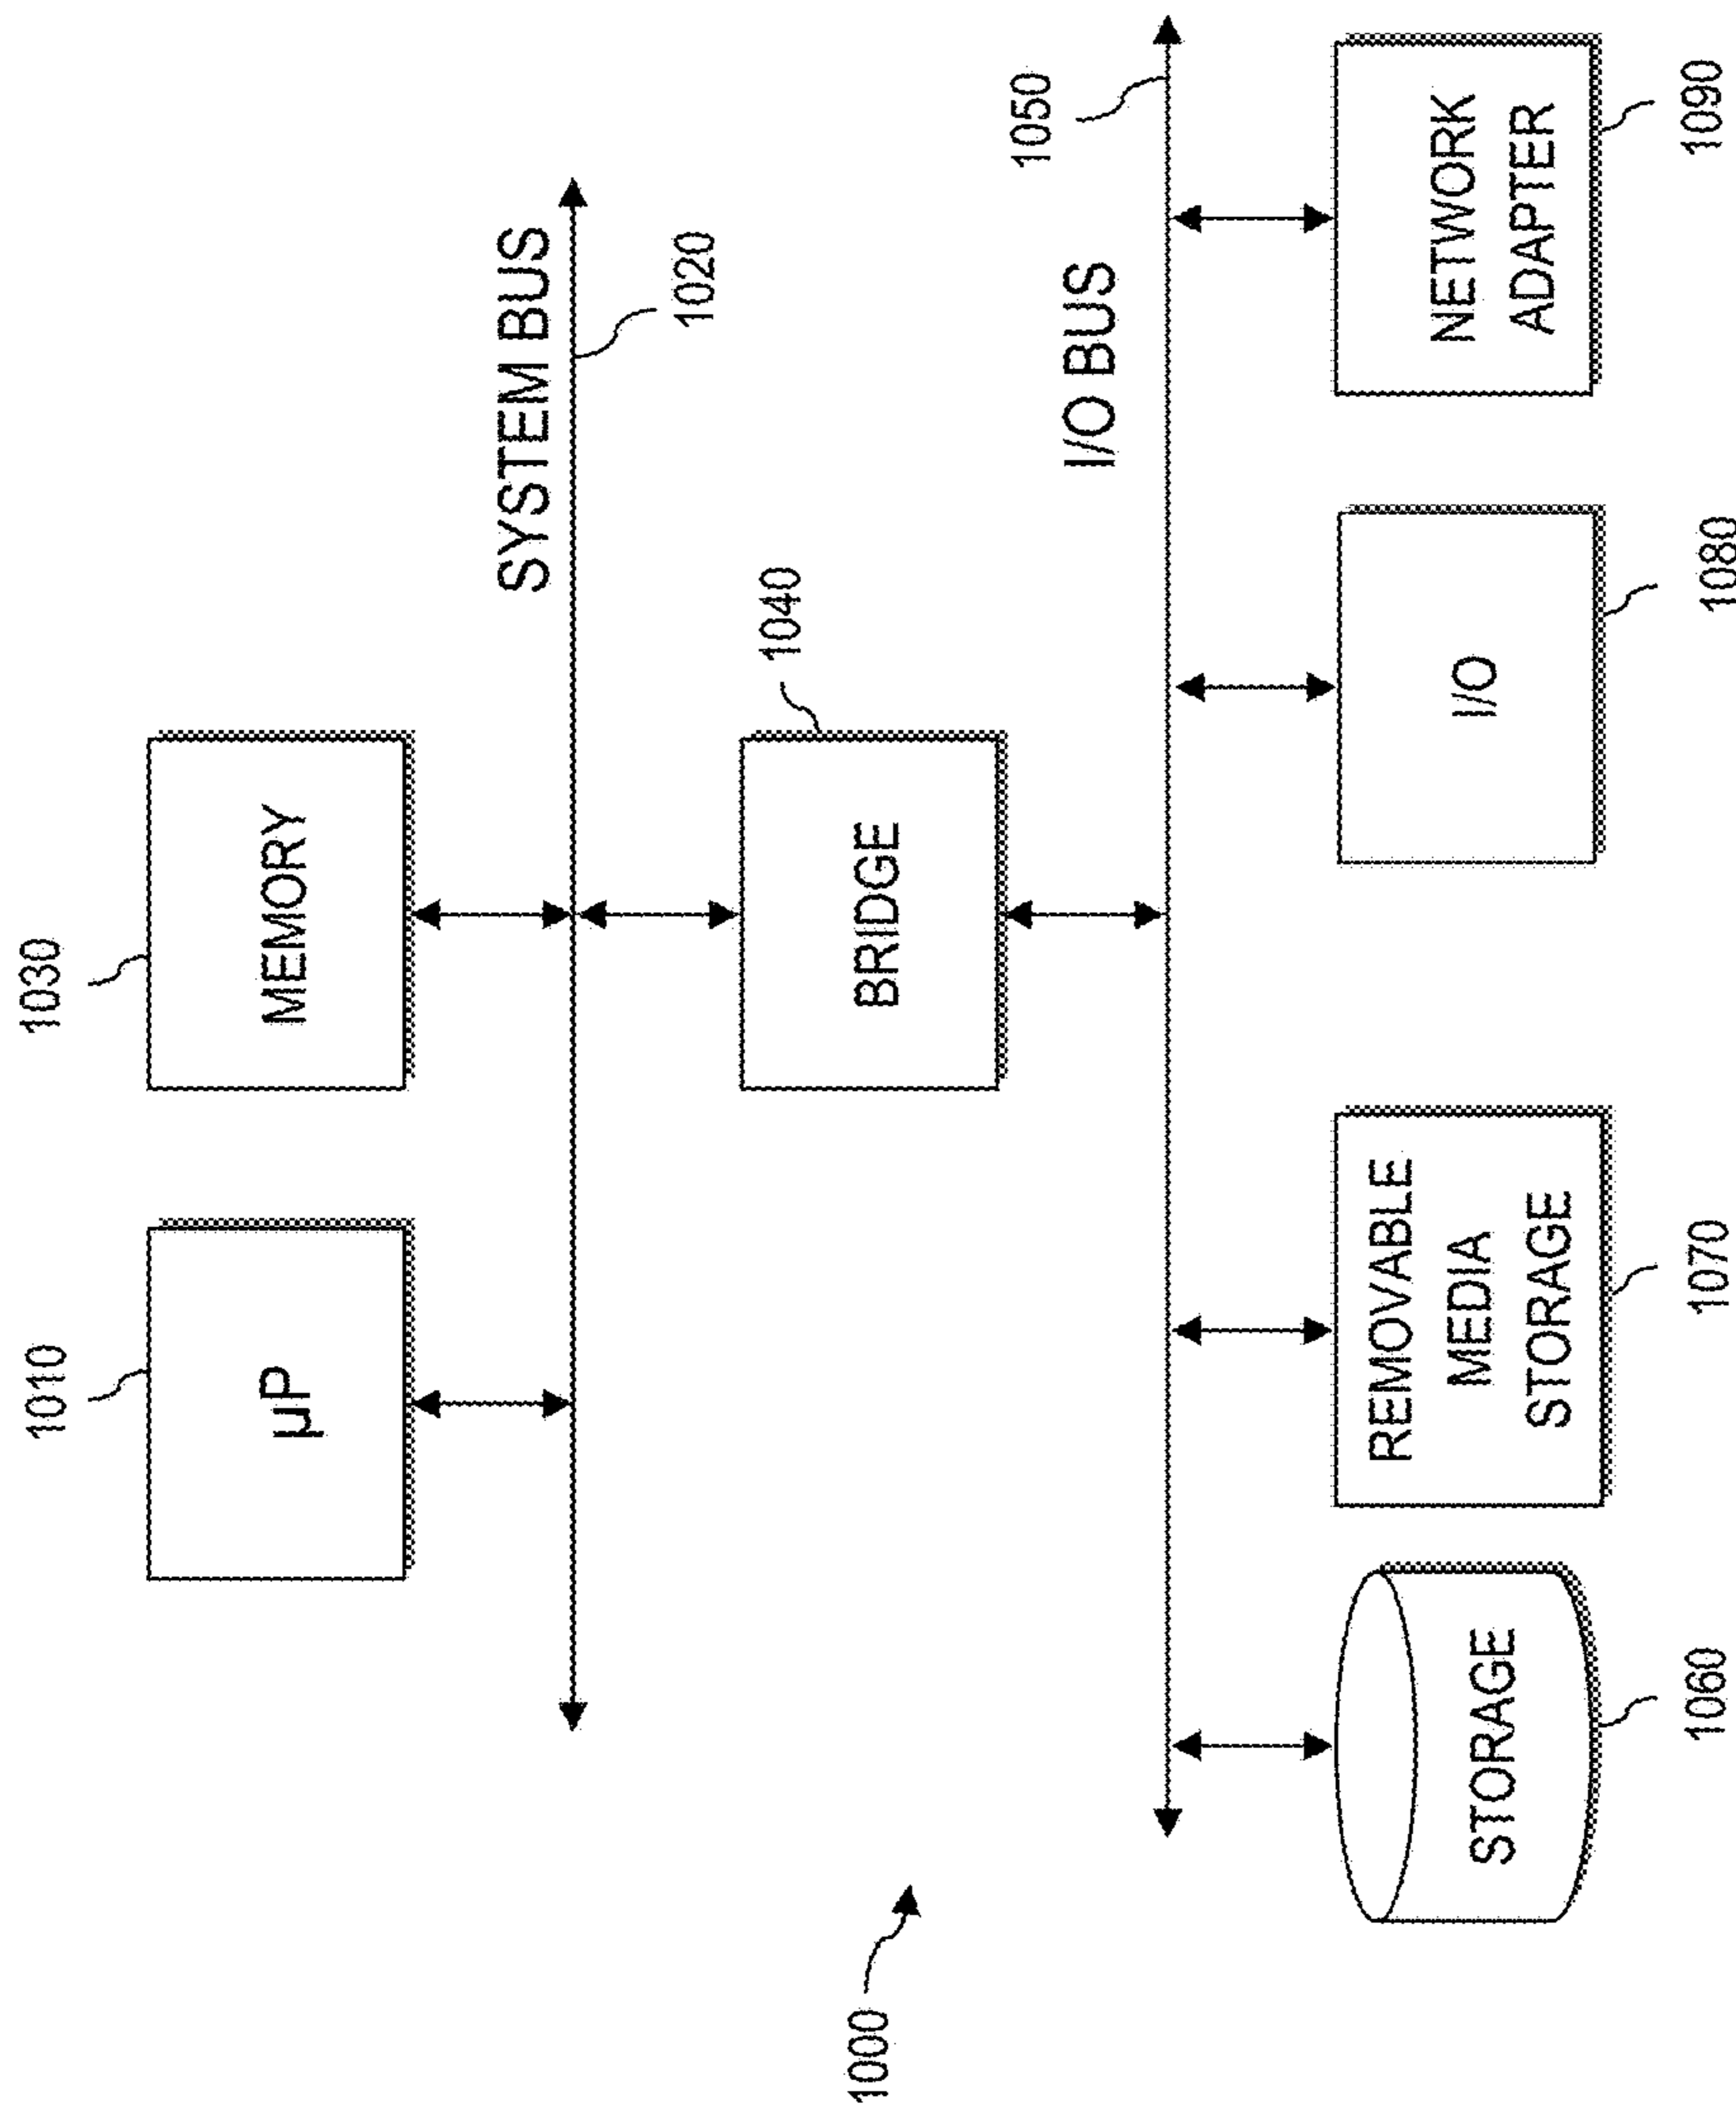 1010
µP
1030
MEMORY
SYSTEM BUS
1020
1040
BRIDGE
1000
I/O BUS
1050
STORAGE
1060
REMOVABLE
MEDIA
STORAGE
1070
I/O
1080
NETWORK
ADAPTER
1090